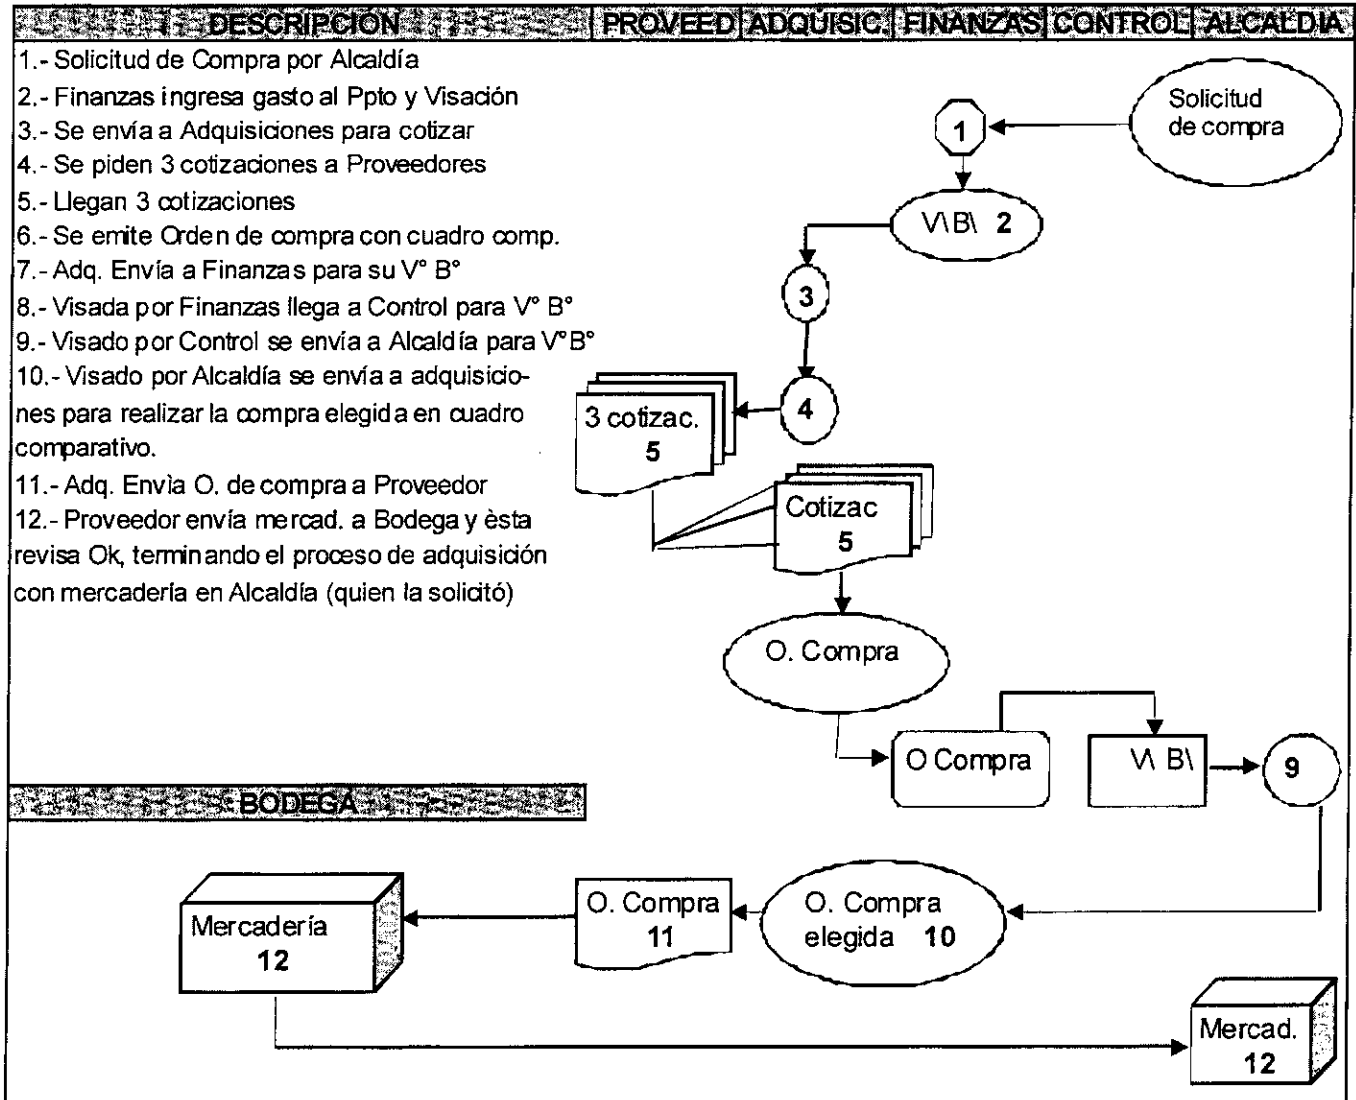 DESCRIPCIÓN PROVEED ADQUISIC. FINANZAS CONTROL ALCALDIA
1.- Solicitud de Compra por Alcaldía
2.- Finanzas ingresa gasto al Ppto y Visación
3.- Se envía a Adquisiciones para cotizar
4.- Se piden 3 cotizaciones a Proveedores
5.- Llegan 3 cotizaciones
6.- Se emite Orden de compra con cuadro comp.
7.- Adq. Envía a Finanzas para su V° B°
8.- Visada por Finanzas llega a Control para V° B°
9.- Visado por Control se envía a Alcaldía para V°B°
10.- Visado por Alcaldía se envía a adquisicio-
nes para realizar la compra elegida en cuadro
comparativo.
11.- Adq. Envìa O. de compra a Proveedor
12.- Proveedor envía mercad. a Bodega y èsta
revisa Ok, terminando el proceso de adquisición
con mercadería en Alcaldía (quien la solicitó)
Solicitud
de compra
1
V\ B\ 2
3
4
3 cotizac.
5
Cotizac
5
O. Compra
O Compra
V\ B\
9
BODEGA
Mercadería
12
O. Compra
11
O. Compra
elegida 10
Mercad.
12